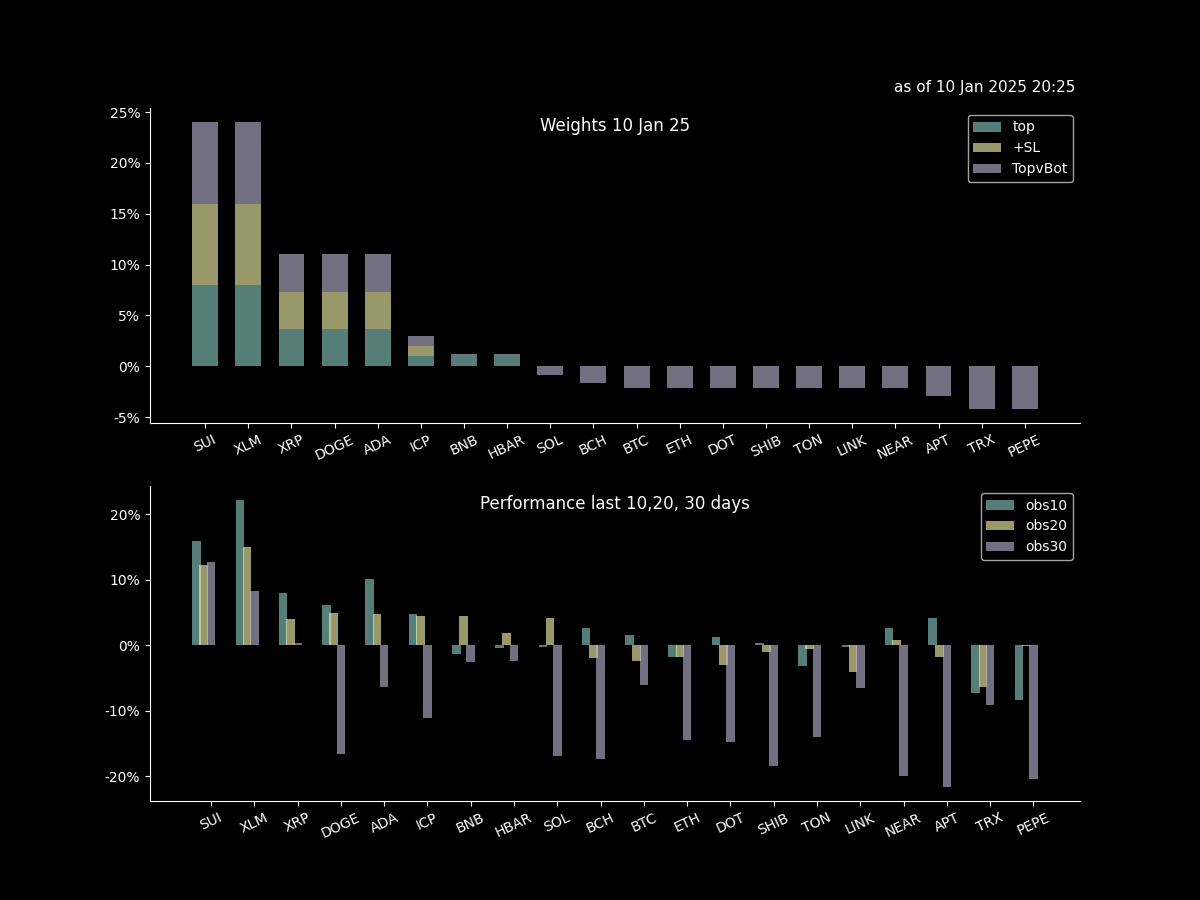 as of 10 Jan 2025 20:25
Weights 10 Jan 25
top
+SL
TopvBot
25%
20%
15%
10%
5%
0%
-5%
SUI XLM XRP DOGE ADA ICP BNB HBAR SOL BCH BTC ETH DOT SHIB TON LINK NEAR APT TRX PEPE
Performance last 10,20, 30 days
obs10
obs20
obs30
20%
10%
0%
-10%
-20%
SUI XLM XRP DOGE ADA ICP BNB HBAR SOL BCH BTC ETH DOT SHIB TON LINK NEAR APT TRX PEPE